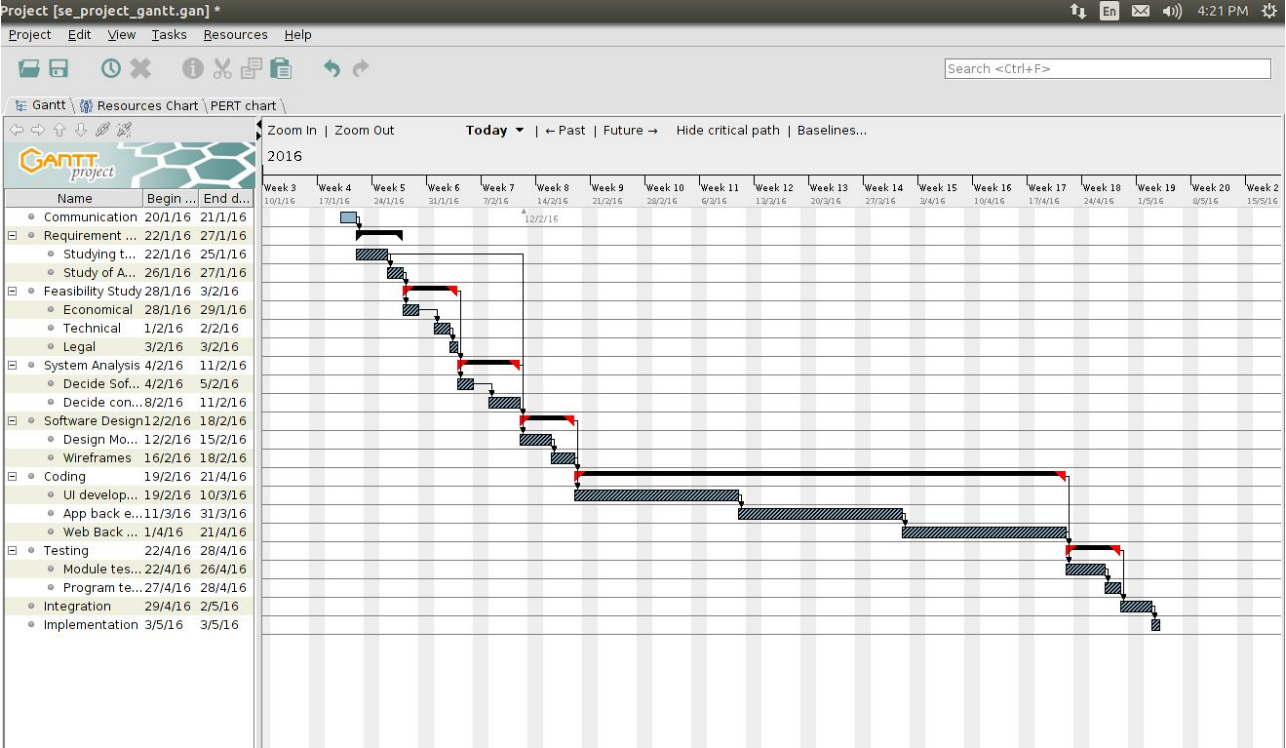 Project [se_project_gantt.gan] *
En 4:21 PM
Project Edit View Tasks Resources Help
Search <Ctrl+F>
Gantt Resources Chart PERT chart
Zoom In | Zoom Out Today | ← Past | Future → Hide critical path | Baselines...
GANTT project
2016
Week 3 Week 4 Week 5 Week 6 Week 7 Week 8 Week 9 Week 10 Week 11 Week 12 Week 13 Week 14 Week 15 Week 16 Week 17 Week 18 Week 19 Week 20 Week 2
Name Begin ... End d...
10/1/16 17/1/16 24/1/16 31/1/16 7/2/16 14/2/16 21/2/16 28/2/16 6/3/16 13/3/16 20/3/16 27/3/16 3/4/16 10/4/16 17/4/16 24/4/16 1/5/16 8/5/16 15/5/16
Communication 20/1/16 21/1/16 12/2/16
Requirement ... 22/1/16 27/1/16
Studying t... 22/1/16 25/1/16
Study of A... 26/1/16 27/1/16
Feasibility Study 28/1/16 3/2/16
Economical 28/1/16 29/1/16
Technical 1/2/16 2/2/16
Legal 3/2/16 3/2/16
System Analysis 4/2/16 11/2/16
Decide Sof... 4/2/16 5/2/16
Decide con... 8/2/16 11/2/16
Software Design 12/2/16 18/2/16
Design Mo... 12/2/16 15/2/16
Wireframes 16/2/16 18/2/16
Coding 19/2/16 21/4/16
UI develop... 19/2/16 10/3/16
App back e... 11/3/16 31/3/16
Web Back ... 1/4/16 21/4/16
Testing 22/4/16 28/4/16
Module tes... 22/4/16 26/4/16
Program te... 27/4/16 28/4/16
Integration 29/4/16 2/5/16
Implementation 3/5/16 3/5/16